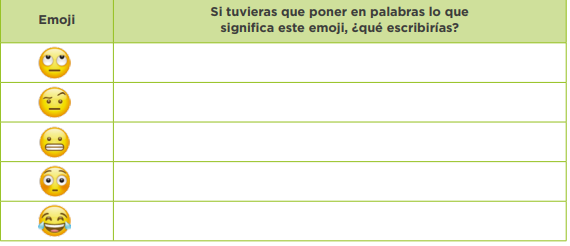 Emoji
Si tuvieras que poner en palabras lo que
significa este emoji, ¿qué escribirías?